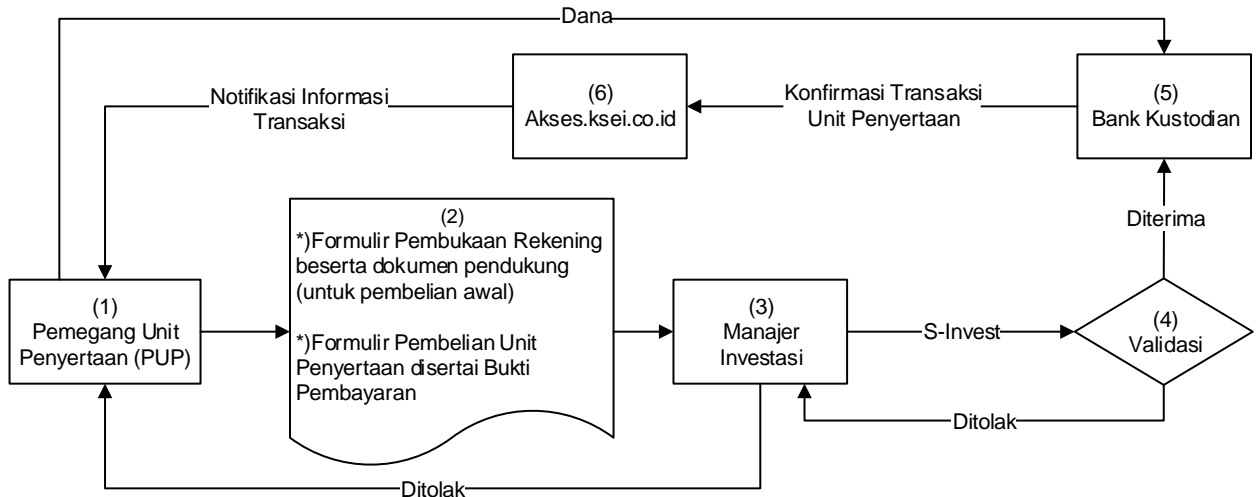 Dana
(6)
Akses.ksei.co.id
(5)
Bank Kustodian
Notifikasi Informasi
Transaksi
Konfirmasi Transaksi
Unit Penyertaan
(2)
*)Formulir Pembukaan Rekening
beserta dokumen pendukung
(untuk pembelian awal)
*)Formulir Pembelian Unit
Penyertaan disertai Bukti
Pembayaran
Diterima
(1)
Pemegang Unit
Penyertaan (PUP)
(3)
Manajer
Investasi
S-Invest
(4)
Validasi
Ditolak
Ditolak